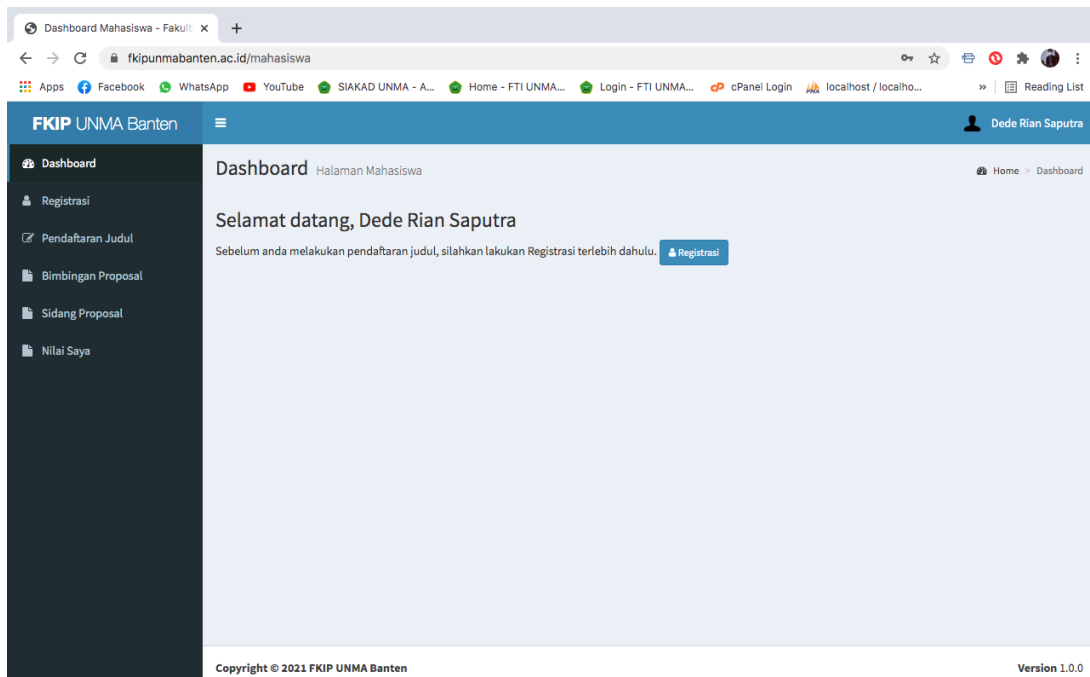 Dashboard Mahasiswa - Fakult
fkipunmabanten.ac.id/mahasiswa
Apps Facebook WhatsApp YouTube SIAKAD UNMA - A... Home - FTI UNMA... Login - FTI UNMA... cPanel Login localhost / localho... » Reading List
FKIP UNMA Banten
Dede Rian Saputra
Dashboard
Registrasi
Pendaftaran Judul
Bimbingan Proposal
Sidang Proposal
Nilai Saya
Dashboard Halaman Mahasiswa
Home > Dashboard
Selamat datang, Dede Rian Saputra
Sebelum anda melakukan pendaftaran judul, silahkan lakukan Registrasi terlebih dahulu. Registrasi
Copyright © 2021 FKIP UNMA Banten
Version 1.0.0